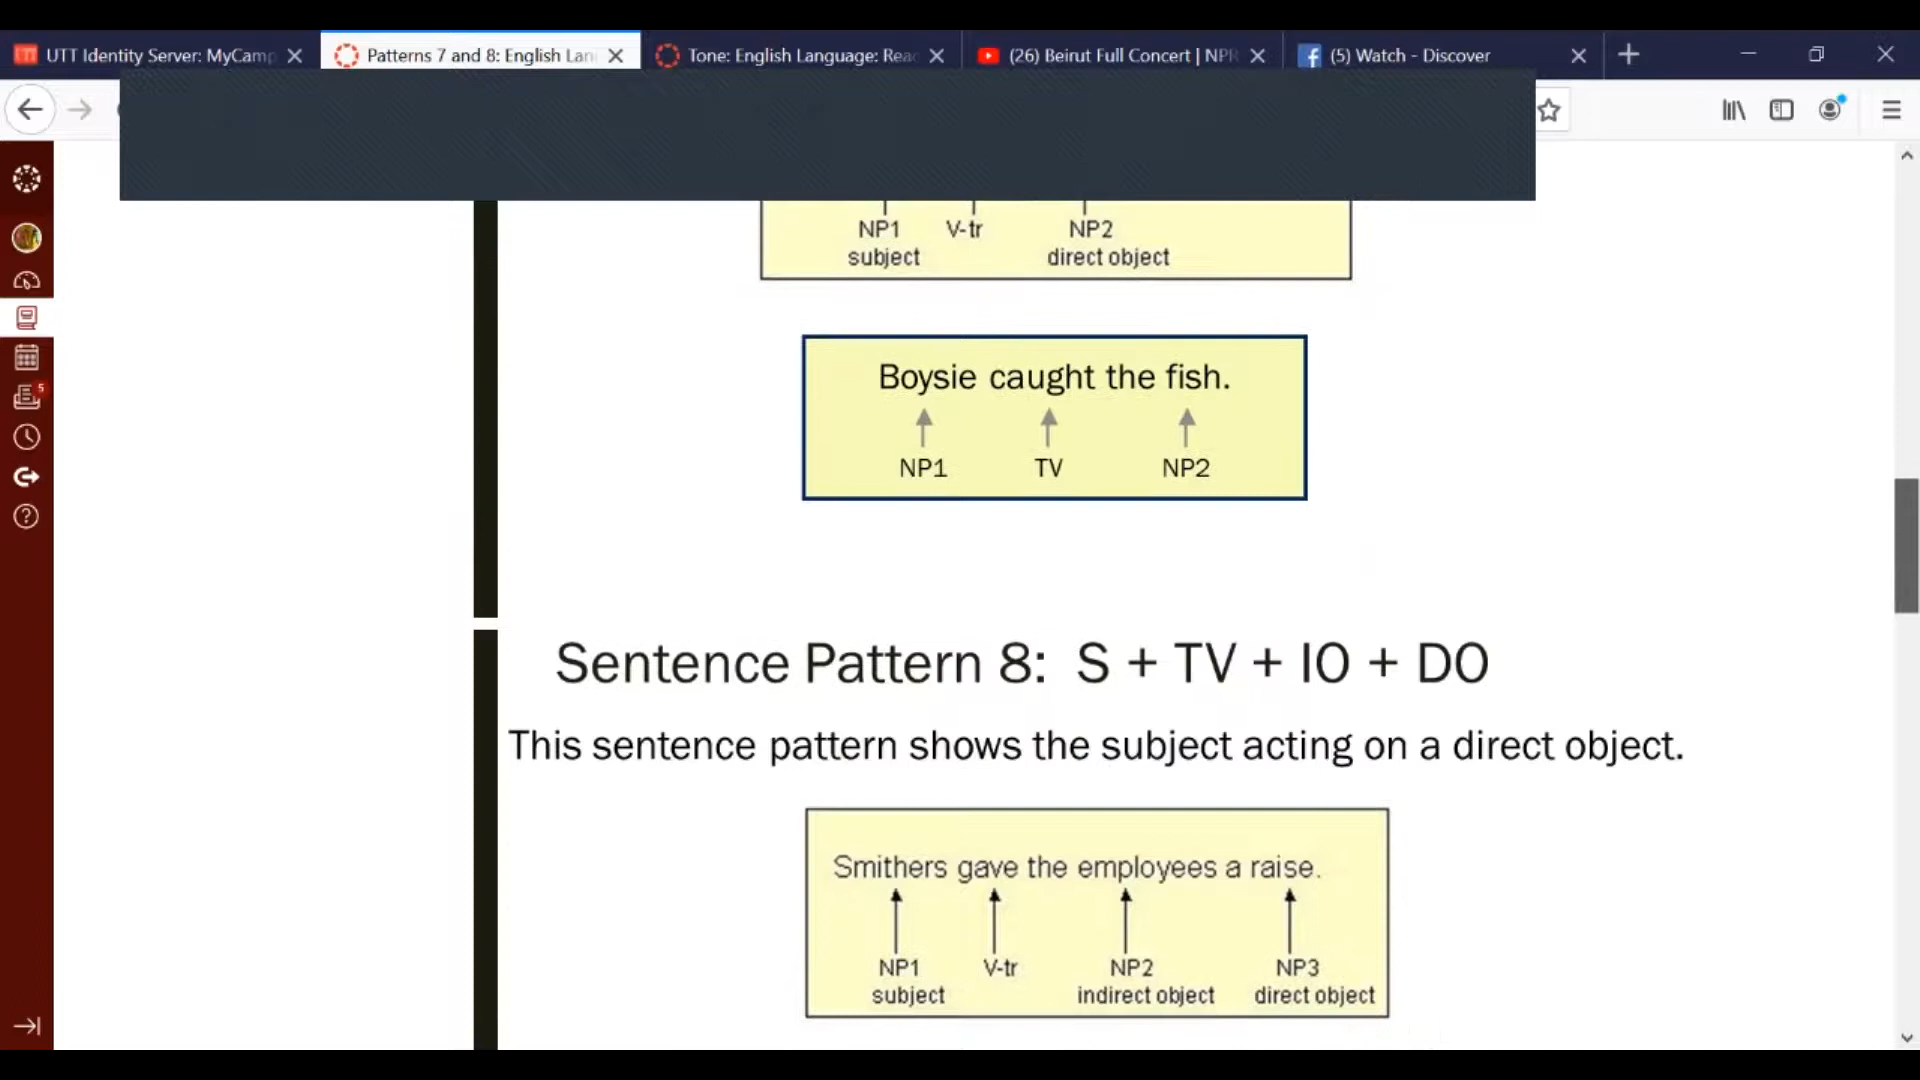 UTT Identity Server: MyCamp
Patterns 7 and 8: English Lan
Tone: English Language: Rea
(26) Beirut Full Concert | NPR
(5) Watch - Discover
NP1 V-tr NP2
subject direct object
Boysie caught the fish.
NP1 TV NP2
5
Sentence Pattern 8: S + TV + IO + DO
This sentence pattern shows the subject acting on a direct object.
Smithers gave the employees a raise.
NP1 V-tr NP2 NP3
subject indirect object direct object